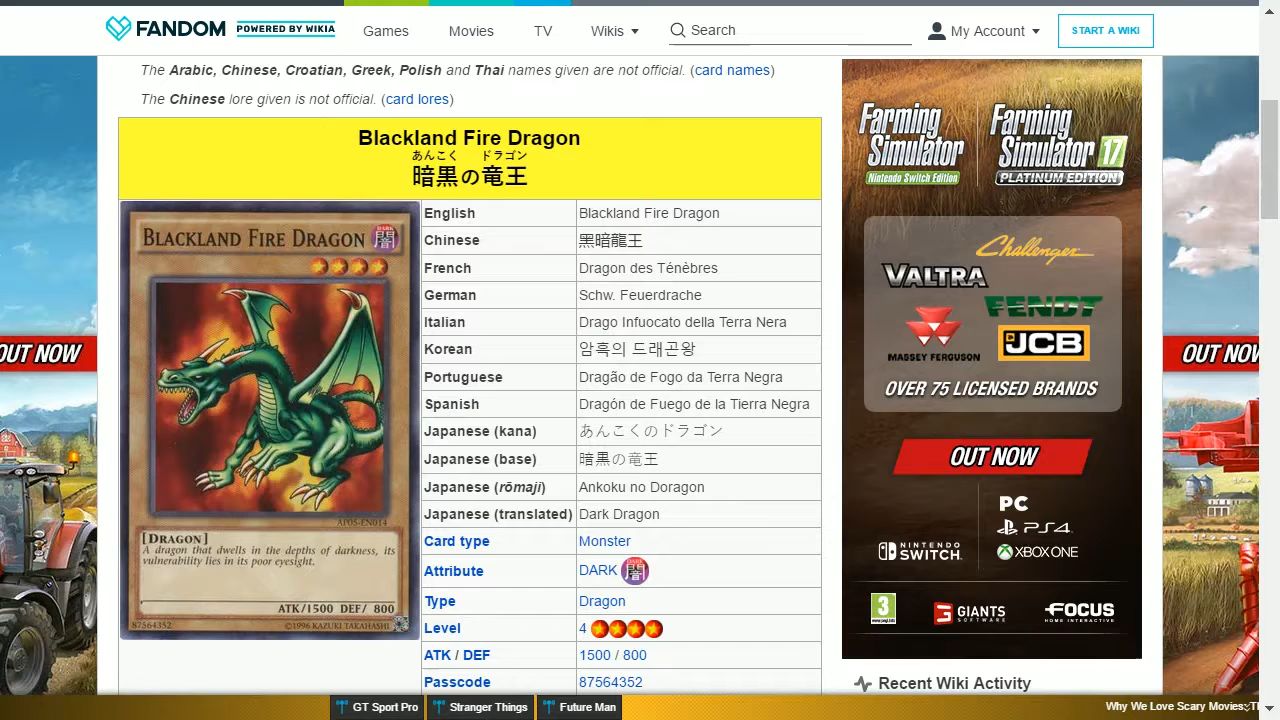 FANDOM POWERED BY WIKIA
Games
Movies
TV
Wikis
Search
My Account
START A WIKI
The Arabic, Chinese, Croatian, Greek, Polish and Thai names given are not official. (card names)
The Chinese lore given is not official. (card lores)
Blackland Fire Dragon
あんこく ドラゴン
暗黒の竜王
BLACKLAND FIRE DRAGON
DARK
闇
AP05-EN014
[DRAGON]
A dragon that dwells in the depths of darkness, its
vulnerability lies in its poor eyesight.
ATK/1500 DEF/ 800
87564352
©1996 KAZUKI TAKAHASHI
English Blackland Fire Dragon
Chinese 黑暗龍王
French Dragon des Ténèbres
German Schw. Feuerdrache
Italian Drago Infuocato della Terra Nera
Korean 암흑의 드래곤왕
Portuguese Dragão de Fogo da Terra Negra
Spanish Dragón de Fuego de la Tierra Negra
Japanese (kana) あんこくのドラゴン
Japanese (base) 暗黒の竜王
Japanese (rōmaji) Ankoku no Doragon
Japanese (translated) Dark Dragon
Card type Monster
Attribute DARK 闇
Type Dragon
Level 4
ATK / DEF 1500 / 800
Passcode 87564352
Farming Simulator
Nintendo Switch Edition
Farming Simulator 17
PLATINUM EDITION
Challenger
VALTRA
FENDT
MASSEY FERGUSON
JCB
OVER 75 LICENSED BRANDS
OUT NOW
PC
PS4
NINTENDO SWITCH
XBOX ONE
3
www.pegi.info
GIANTS SOFTWARE
FOCUS HOME INTERACTIVE
OUT NOW
OUT NOW
Recent Wiki Activity
GT Sport Pro
Stranger Things
Future Man
Why We Love Scary Movies: Th